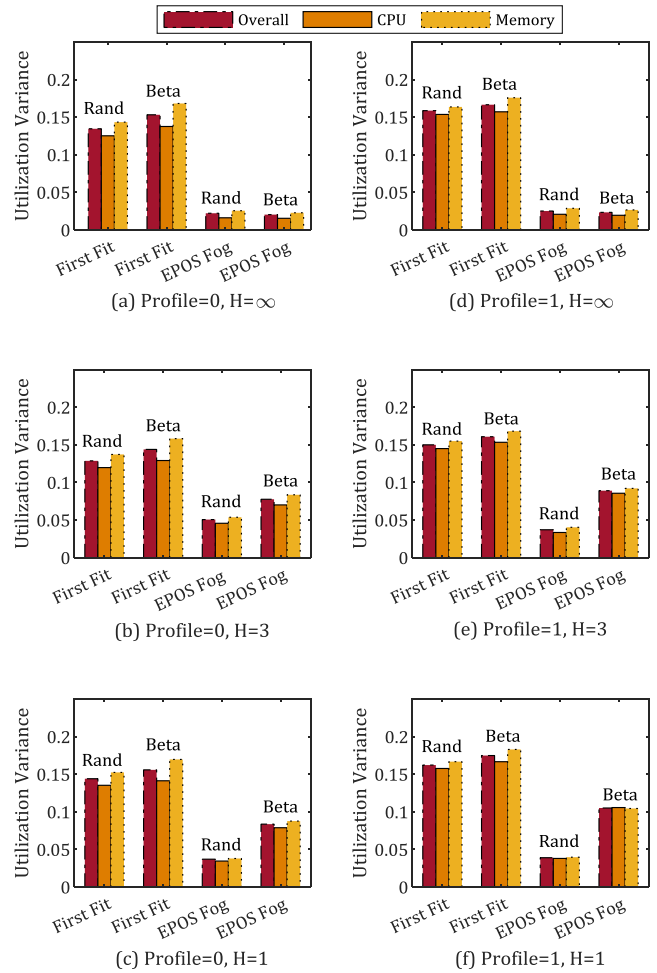 Overall CPU Memory
Utilization Variance
0.2
0.15
0.1
0.05
0
Rand
Beta
Rand
Beta
First Fit
First Fit
EPOS Fog
EPOS Fog
(a) Profile=0, H=∞
Utilization Variance
0.2
0.15
0.1
0.05
0
Rand
Beta
Rand
Beta
First Fit
First Fit
EPOS Fog
EPOS Fog
(d) Profile=1, H=∞
Utilization Variance
0.2
0.15
0.1
0.05
0
Rand
Beta
Rand
Beta
First Fit
First Fit
EPOS Fog
EPOS Fog
(b) Profile=0, H=3
Utilization Variance
0.2
0.15
0.1
0.05
0
Rand
Beta
Rand
Beta
First Fit
First Fit
EPOS Fog
EPOS Fog
(e) Profile=1, H=3
Utilization Variance
0.2
0.15
0.1
0.05
0
Rand
Beta
Rand
Beta
First Fit
First Fit
EPOS Fog
EPOS Fog
(c) Profile=0, H=1
Utilization Variance
0.2
0.15
0.1
0.05
0
Rand
Beta
Rand
Beta
First Fit
First Fit
EPOS Fog
EPOS Fog
(f) Profile=1, H=1